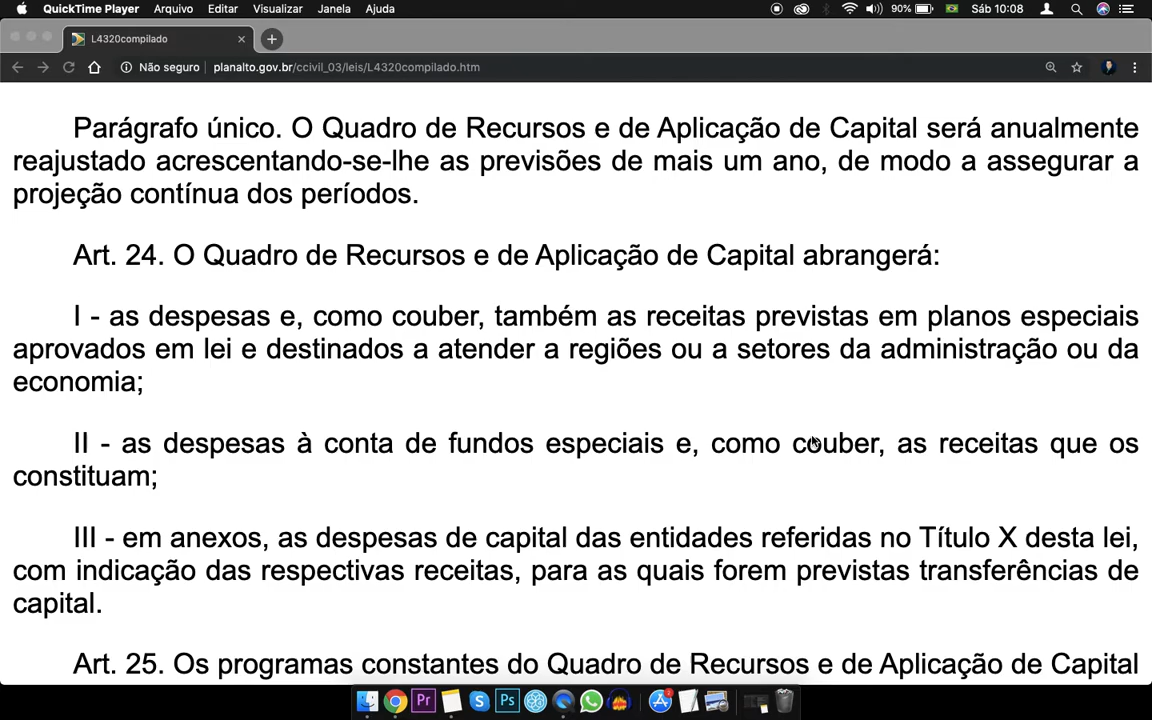 QuickTime Player Arquivo Editar Visualizar Janela Ajuda 90% Sáb 10:08
L4320compilado
Não seguro planalto.gov.br/ccivil_03/leis/L4320compilado.htm
Parágrafo único. O Quadro de Recursos e de Aplicação de Capital será anualmente
reajustado acrescentando-se-lhe as previsões de mais um ano, de modo a assegurar a
projeção contínua dos períodos.
Art. 24. O Quadro de Recursos e de Aplicação de Capital abrangerá:
I - as despesas e, como couber, também as receitas previstas em planos especiais
aprovados em lei e destinados a atender a regiões ou a setores da administração ou da
economia;
II - as despesas à conta de fundos especiais e, como couber, as receitas que os
constituam;
III - em anexos, as despesas de capital das entidades referidas no Título X desta lei,
com indicação das respectivas receitas, para as quais forem previstas transferências de
capital.
Art. 25. Os programas constantes do Quadro de Recursos e de Aplicação de Capital
Pr Ps